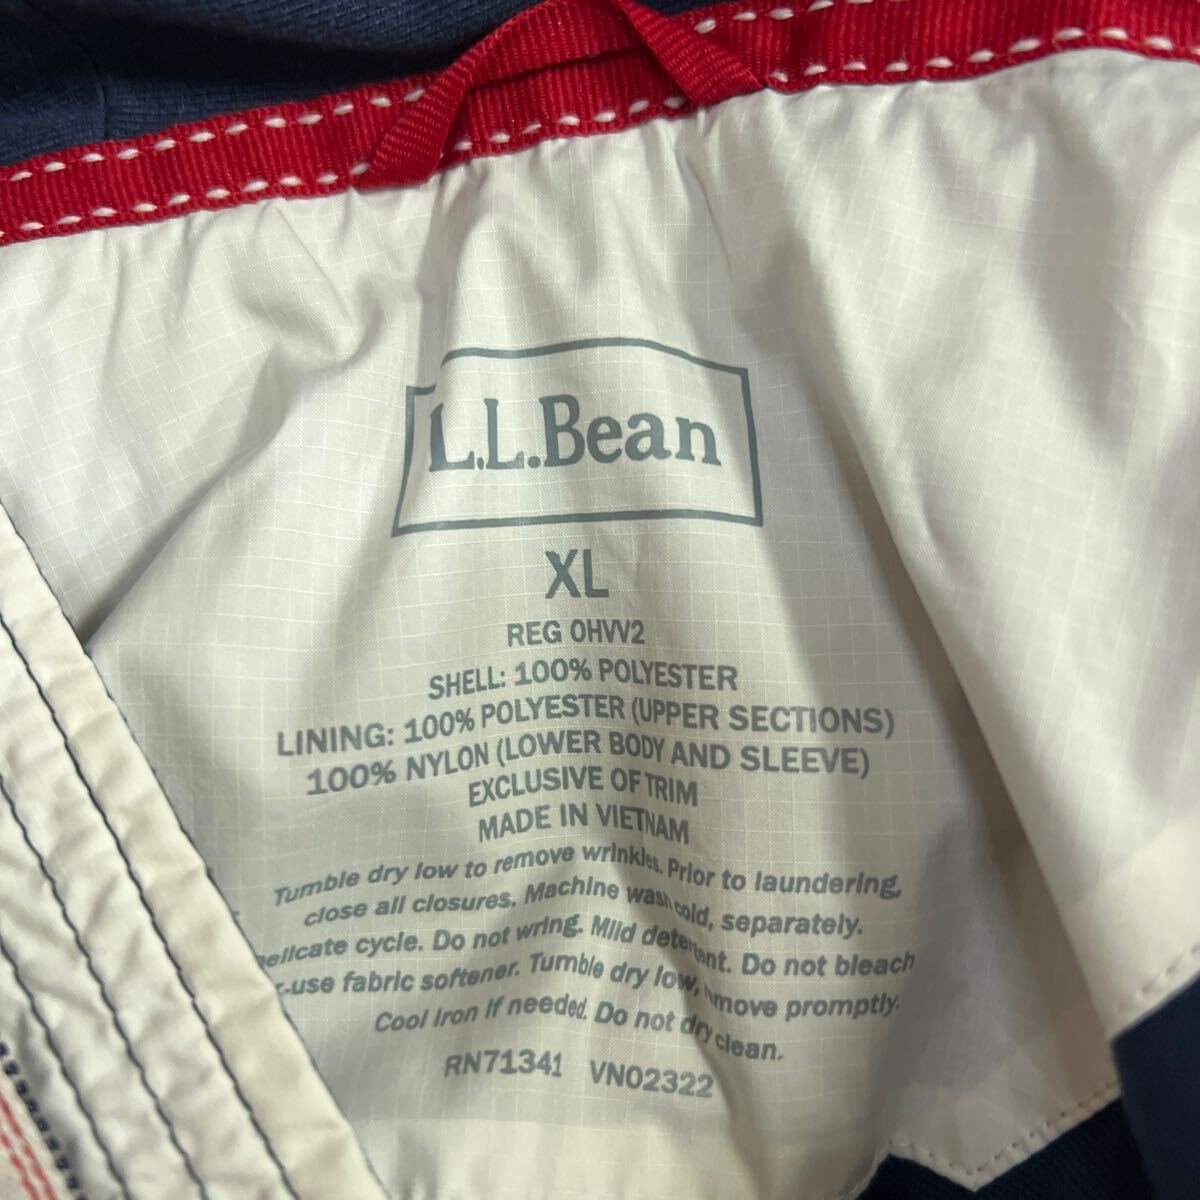 L.L.Bean
XL
REG OHVV2
SHELL: 100% POLYESTER
LINING: 100% POLYESTER (UPPER SECTIONS)
100% NYLON (LOWER BODY AND SLEEVE)
EXCLUSIVE OF TRIM
MADE IN VIETNAM
Tumble dry low to remove wrinkles. Prior to laundering,
close all closures. Machine wash cold, separately.
cycle. Do not wring. Mild detergent. Do not bleach
use fabric softener. Tumble dry low, promptly.
Cool iron if needed. Do not dry clean.
RN71341 VN02322